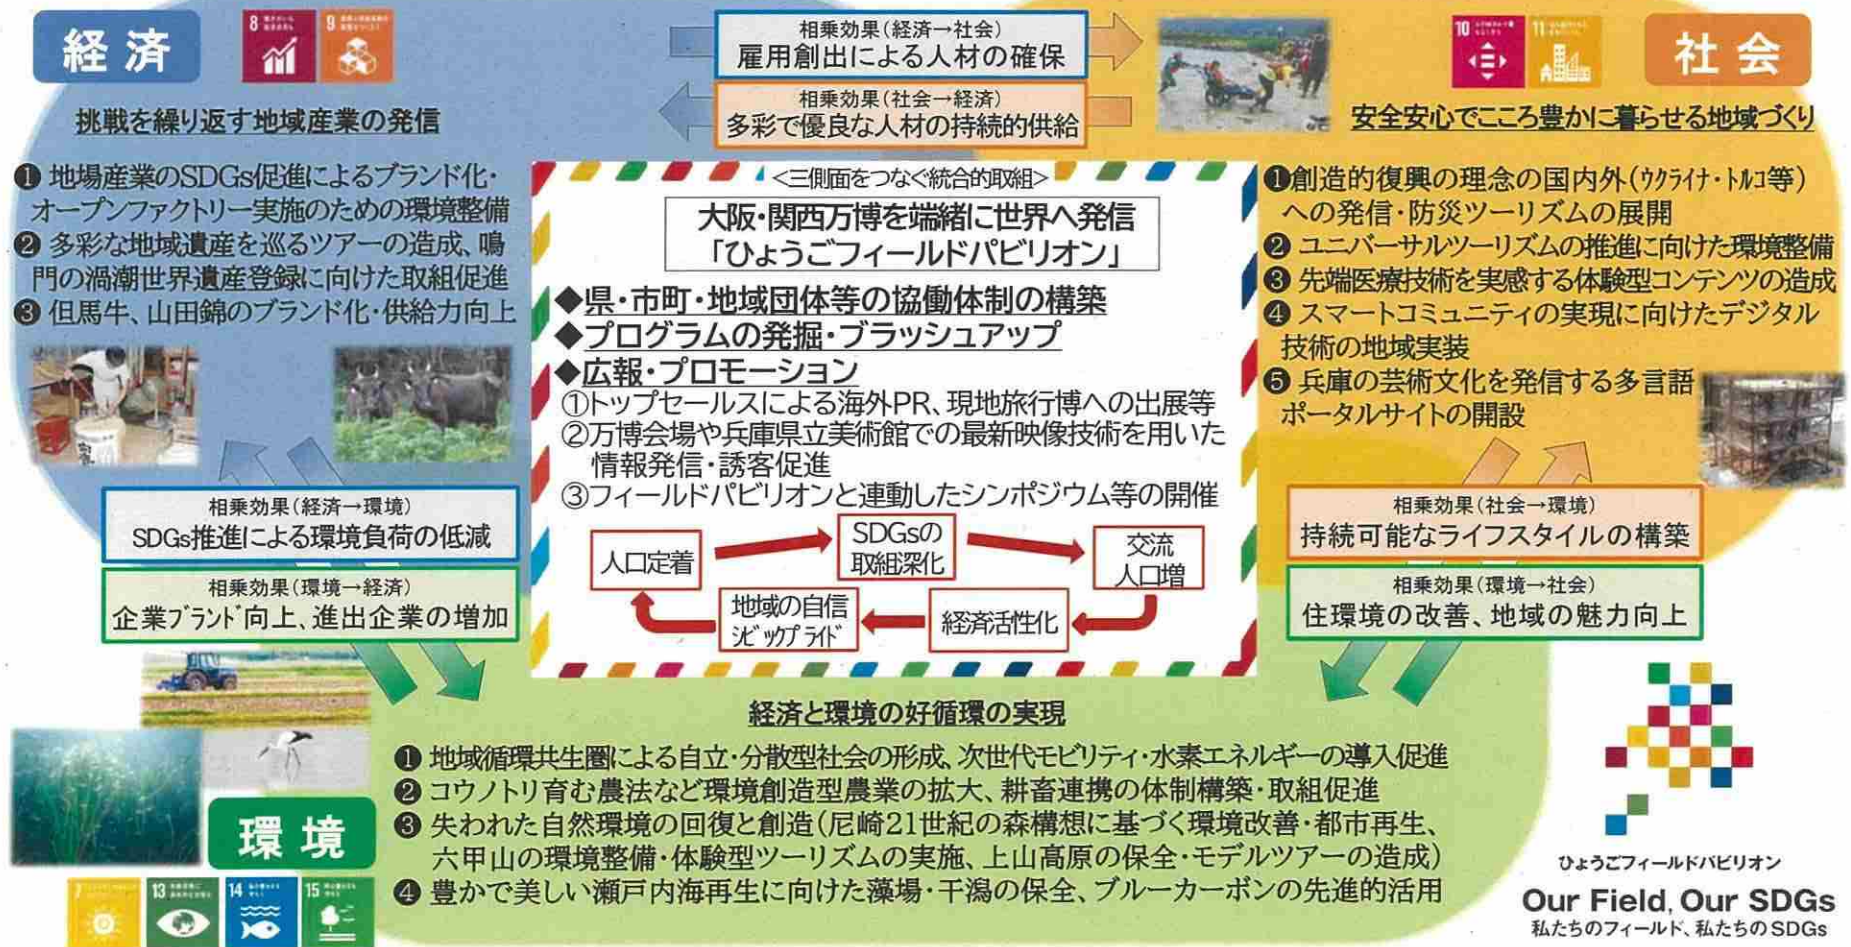 経済
8
9
挑戦を繰り返す地域産業の発信
❶ 地場産業のSDGs促進によるブランド化・
オープンファクトリー実施のための環境整備
❷ 多彩な地域遺産を巡るツアーの造成、鳴
門の渦潮世界遺産登録に向けた取組促進
❸ 但馬牛、山田錦のブランド化・供給力向上
相乗効果(経済→社会)
雇用創出による人材の確保
相乗効果(社会→経済)
多彩で優良な人材の持続的供給
10
11
社会
安全安心でこころ豊かに暮らせる地域づくり
❶創造的復興の理念の国内外(ウクライナ・トルコ等)
への発信・防災ツーリズムの展開
❷ ユニバーサルツーリズムの推進に向けた環境整備
❸ 先端医療技術を実感する体験型コンテンツの造成
❹ スマートコミュニティの実現に向けたデジタル
技術の地域実装
❺ 兵庫の芸術文化を発信する多言語
ポータルサイトの開設
<三側面をつなぐ統合的取組>
大阪・関西万博を端緒に世界へ発信
「ひょうごフィールドパビリオン」
◆県・市町・地域団体等の協働体制の構築
◆プログラムの発掘・ブラッシュアップ
◆広報・プロモーション
①トップセールスによる海外PR、現地旅行博への出展等
②万博会場や兵庫県立美術館での最新映像技術を用いた
情報発信・誘客促進
③フィールドパビリオンと連動したシンポジウム等の開催
人口定着
SDGsの
取組深化
交流
人口増
地域の自信
シビックプライド
経済活性化
相乗効果(経済→環境)
SDGs推進による環境負荷の低減
相乗効果(環境→経済)
企業ブランド向上、進出企業の増加
相乗効果(社会→環境)
持続可能なライフスタイルの構築
相乗効果(環境→社会)
住環境の改善、地域の魅力向上
経済と環境の好循環の実現
❶ 地域循環共生圏による自立・分散型社会の形成、次世代モビリティ・水素エネルギーの導入促進
❷ コウノトリ育む農法など環境創造型農業の拡大、耕畜連携の体制構築・取組促進
❸ 失われた自然環境の回復と創造(尼崎21世紀の森構想に基づく環境改善・都市再生、
六甲山の環境整備・体験型ツーリズムの実施、上山高原の保全・モデルツアーの造成)
❹ 豊かで美しい瀬戸内海再生に向けた藻場・干潟の保全、ブルーカーボンの先進的活用
環境
7
13
14
15
ひょうごフィールドパビリオン
Our Field, Our SDGs
私たちのフィールド、私たちのSDGs